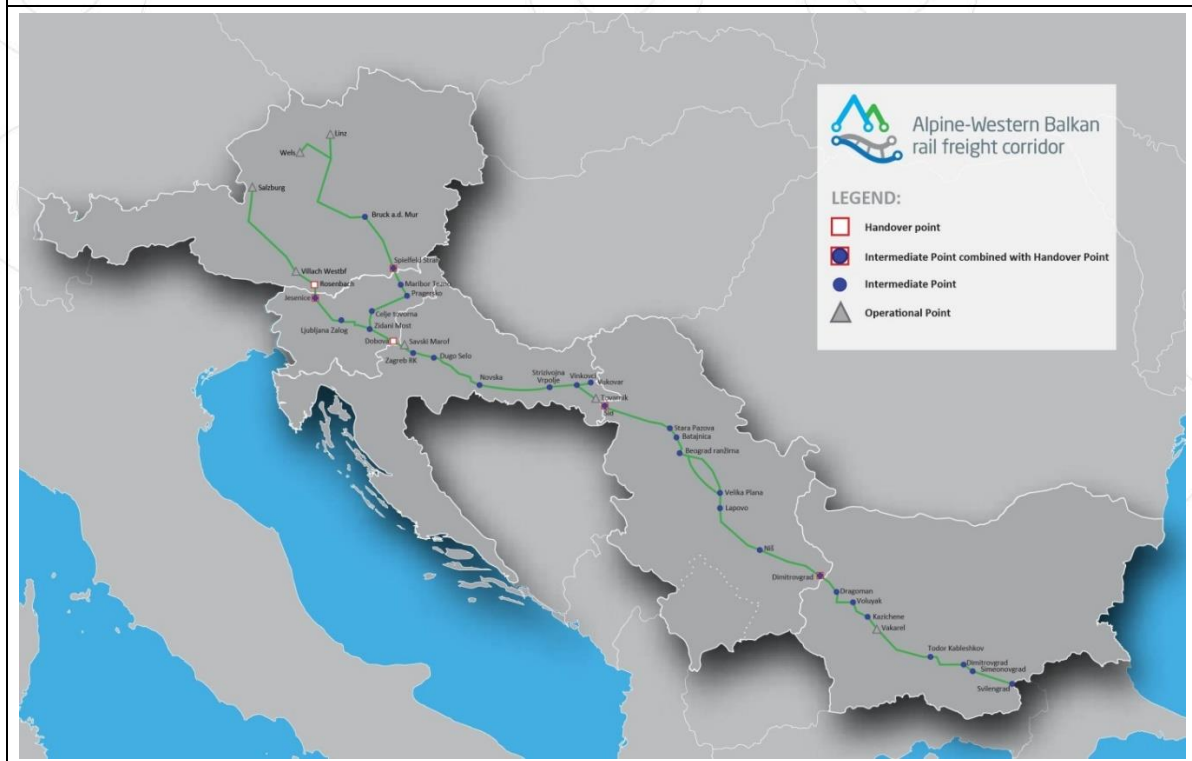 Alpine-Western Balkan
rail freight corridor
LEGEND:
Handover point
Intermediate Point combined with Handover Point
Intermediate Point
Operational Point
Linz
Wels
Salzburg
Bruck a.d. Mur
Spielfeld Straß
Villach Westbf
Rosenbach
Maribor Tezno
Pragersko
Jesenice
Celje tovorna
Ljubljana Zalog
Zidani Most
Dobova
Savski Marof
Zagreb RK
Dugo Selo
Novska
Strizivojna
Vrpolje
Vinkovci
Vukovar
Tovarnik
Šid
Stara Pazova
Batajnica
Beograd ranžirna
Velika Plana
Lapovo
Niš
Dimitrovgrad
Dragoman
Voluyak
Kazichene
Vakarel
Todor Kableshkov
Dimitrovgrad
Simeonovgrad
Svilengrad